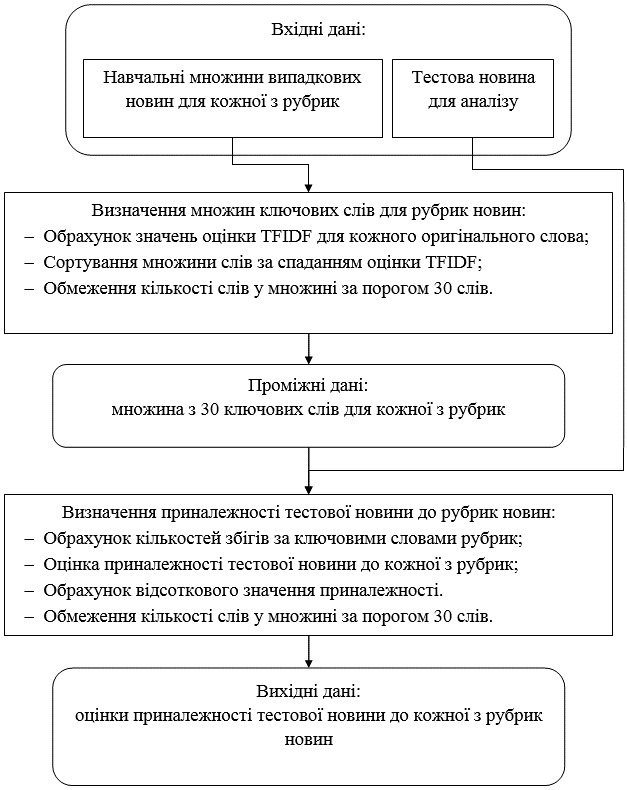 Вхідні дані:
Навчальні множини випадкових
новин для кожної з рубрик
Тестова новина
для аналізу
Визначення множин ключових слів для рубрик новин:
– Обрахунок значень оцінки TFIDF для кожного оригінального слова;
– Сортування множини слів за спаданням оцінки TFIDF;
– Обмеження кількості слів у множині за порогом 30 слів.
Проміжні дані:
множина з 30 ключових слів для кожної з рубрик
Визначення приналежності тестової новини до рубрик новин:
– Обрахунок кількостей збігів за ключовими словами рубрик;
– Оцінка приналежності тестової новини до кожної з рубрик;
– Обрахунок відсоткового значення приналежності.
– Обмеження кількості слів у множині за порогом 30 слів.
Вихідні дані:
оцінки приналежності тестової новини до кожної з рубрик
новин